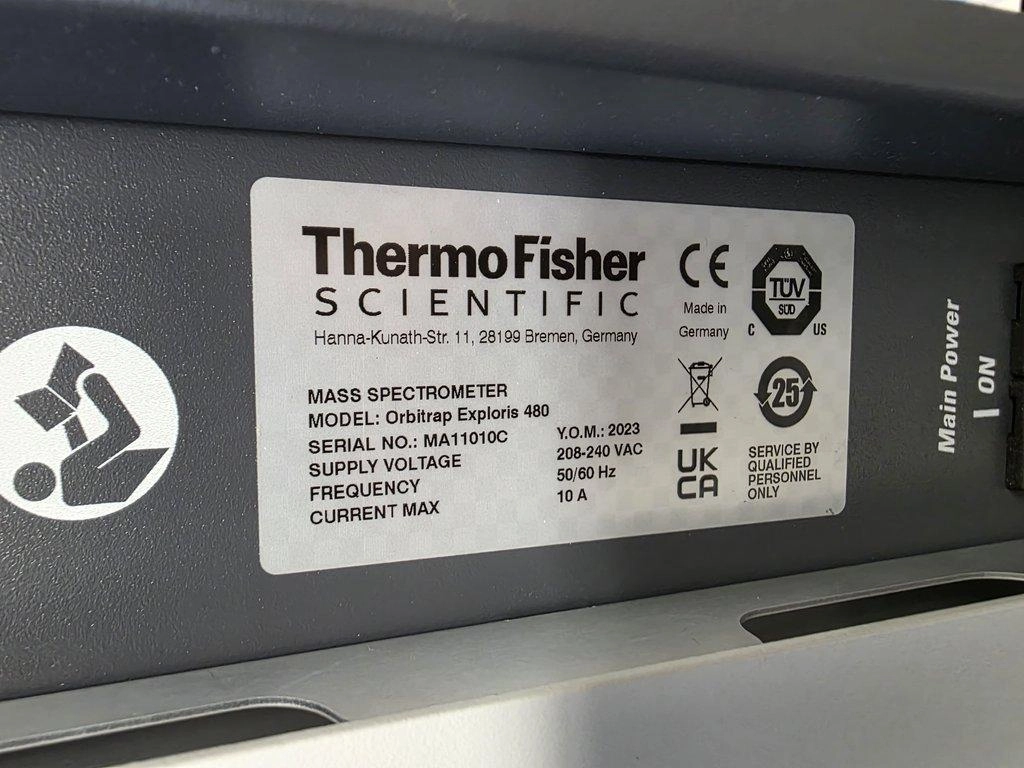 ThermoFisher
SCIENTIFIC
Hanna-Kunath-Str. 11, 28199 Bremen, Germany
MASS SPECTROMETER
MODEL: Orbitrap Exploris 480
SERIAL NO.: MA11010C Y.O.M.: 2023
SUPPLY VOLTAGE 208-240 VAC
FREQUENCY 50/60 Hz
CURRENT MAX 10 A
CE
Made in
Germany
TÜV
SÜD
C US
25
UK
CA
SERVICE BY
QUALIFIED
PERSONNEL
ONLY
Main Power
| ON